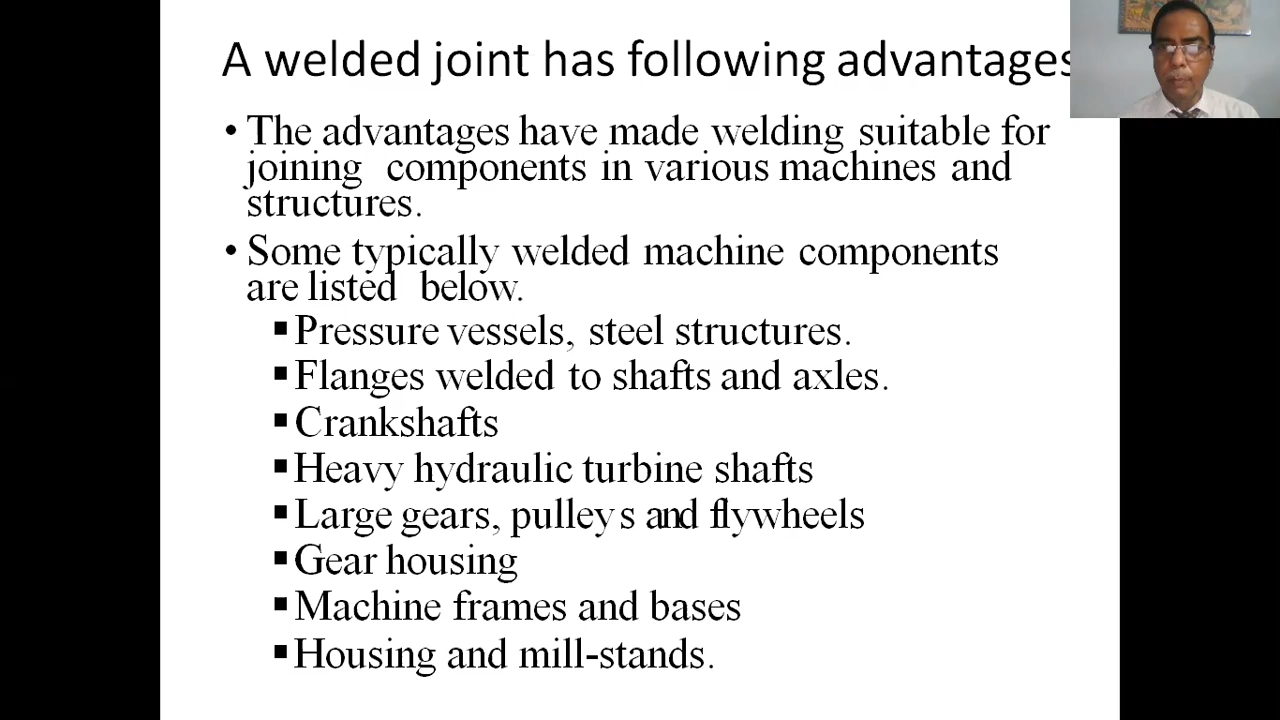 A welded joint has following advantages
• The advantages have made welding suitable for
joining components in various machines and
structures.
• Some typically welded machine components
are listed below.
▪ Pressure vessels, steel structures.
▪ Flanges welded to shafts and axles.
▪ Crankshafts
▪ Heavy hydraulic turbine shafts
▪ Large gears, pulleys and flywheels
▪ Gear housing
▪ Machine frames and bases
▪ Housing and mill-stands.